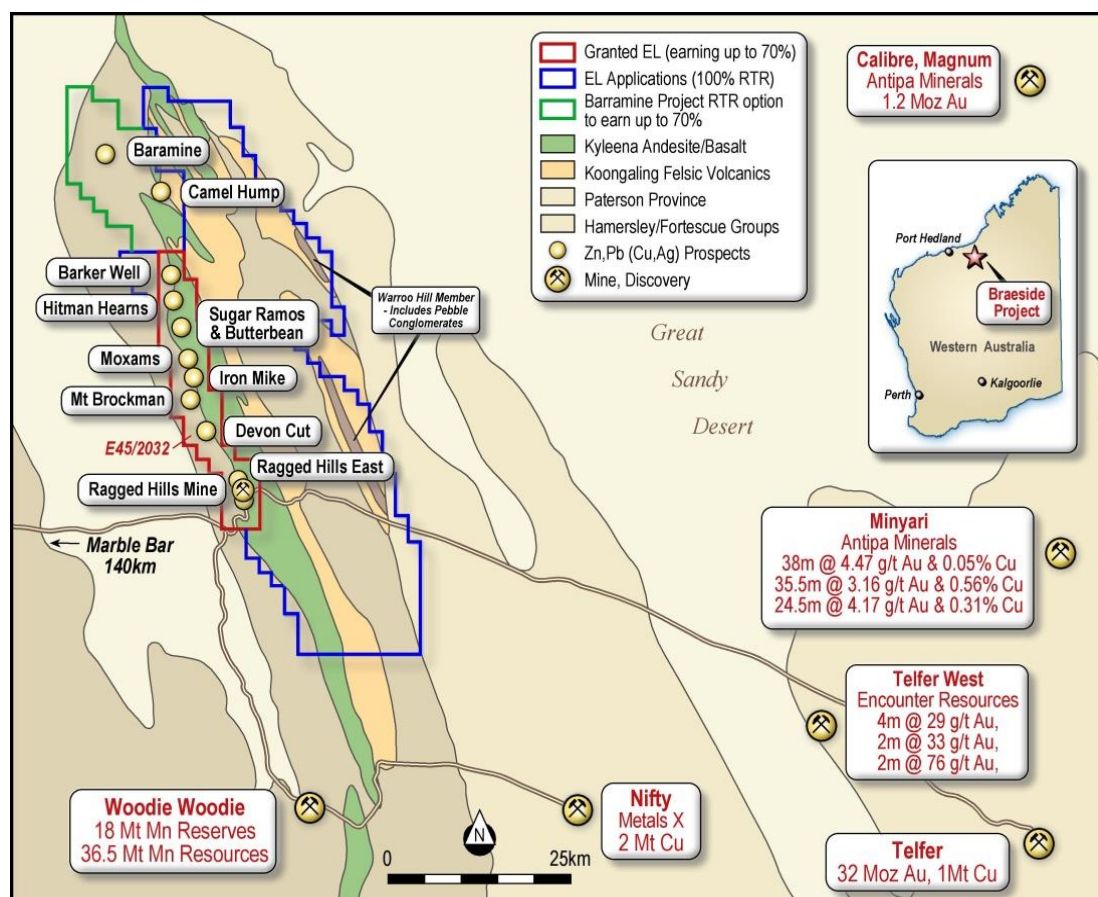 Granted EL (earning up to 70%)
EL Applications (100% RTR)
Barramine Project RTR option
to earn up to 70%
Kyleena Andesite/Basalt
Koongaling Felsic Volcanics
Paterson Province
Hamersley/Fortescue Groups
Zn,Pb (Cu,Ag) Prospects
Mine, Discovery
Calibre, Magnum
Antipa Minerals
1.2 Moz Au
Baramine
Camel Hump
Barker Well
Hitman Hearns
Sugar Ramos
& Butterbean
Moxams
Iron Mike
Mt Brockman
E45/2032
Devon Cut
Ragged Hills East
Ragged Hills Mine
Marble Bar
140km
Warroo Hill Member
- Includes Pebble
Conglomerates
Great
Sandy
Desert
Port Hedland
Braeside
Project
Western Australia
Kalgoorlie
Perth
Minyari
Antipa Minerals
38m @ 4.47 g/t Au & 0.05% Cu
35.5m @ 3.16 g/t Au & 0.56% Cu
24.5m @ 4.17 g/t Au & 0.31% Cu
Telfer West
Encounter Resources
4m @ 29 g/t Au,
2m @ 33 g/t Au,
2m @ 76 g/t Au,
Woodie Woodie
18 Mt Mn Reserves
36.5 Mt Mn Resources
Nifty
Metals X
2 Mt Cu
Telfer
32 Moz Au, 1Mt Cu
N
0
25km